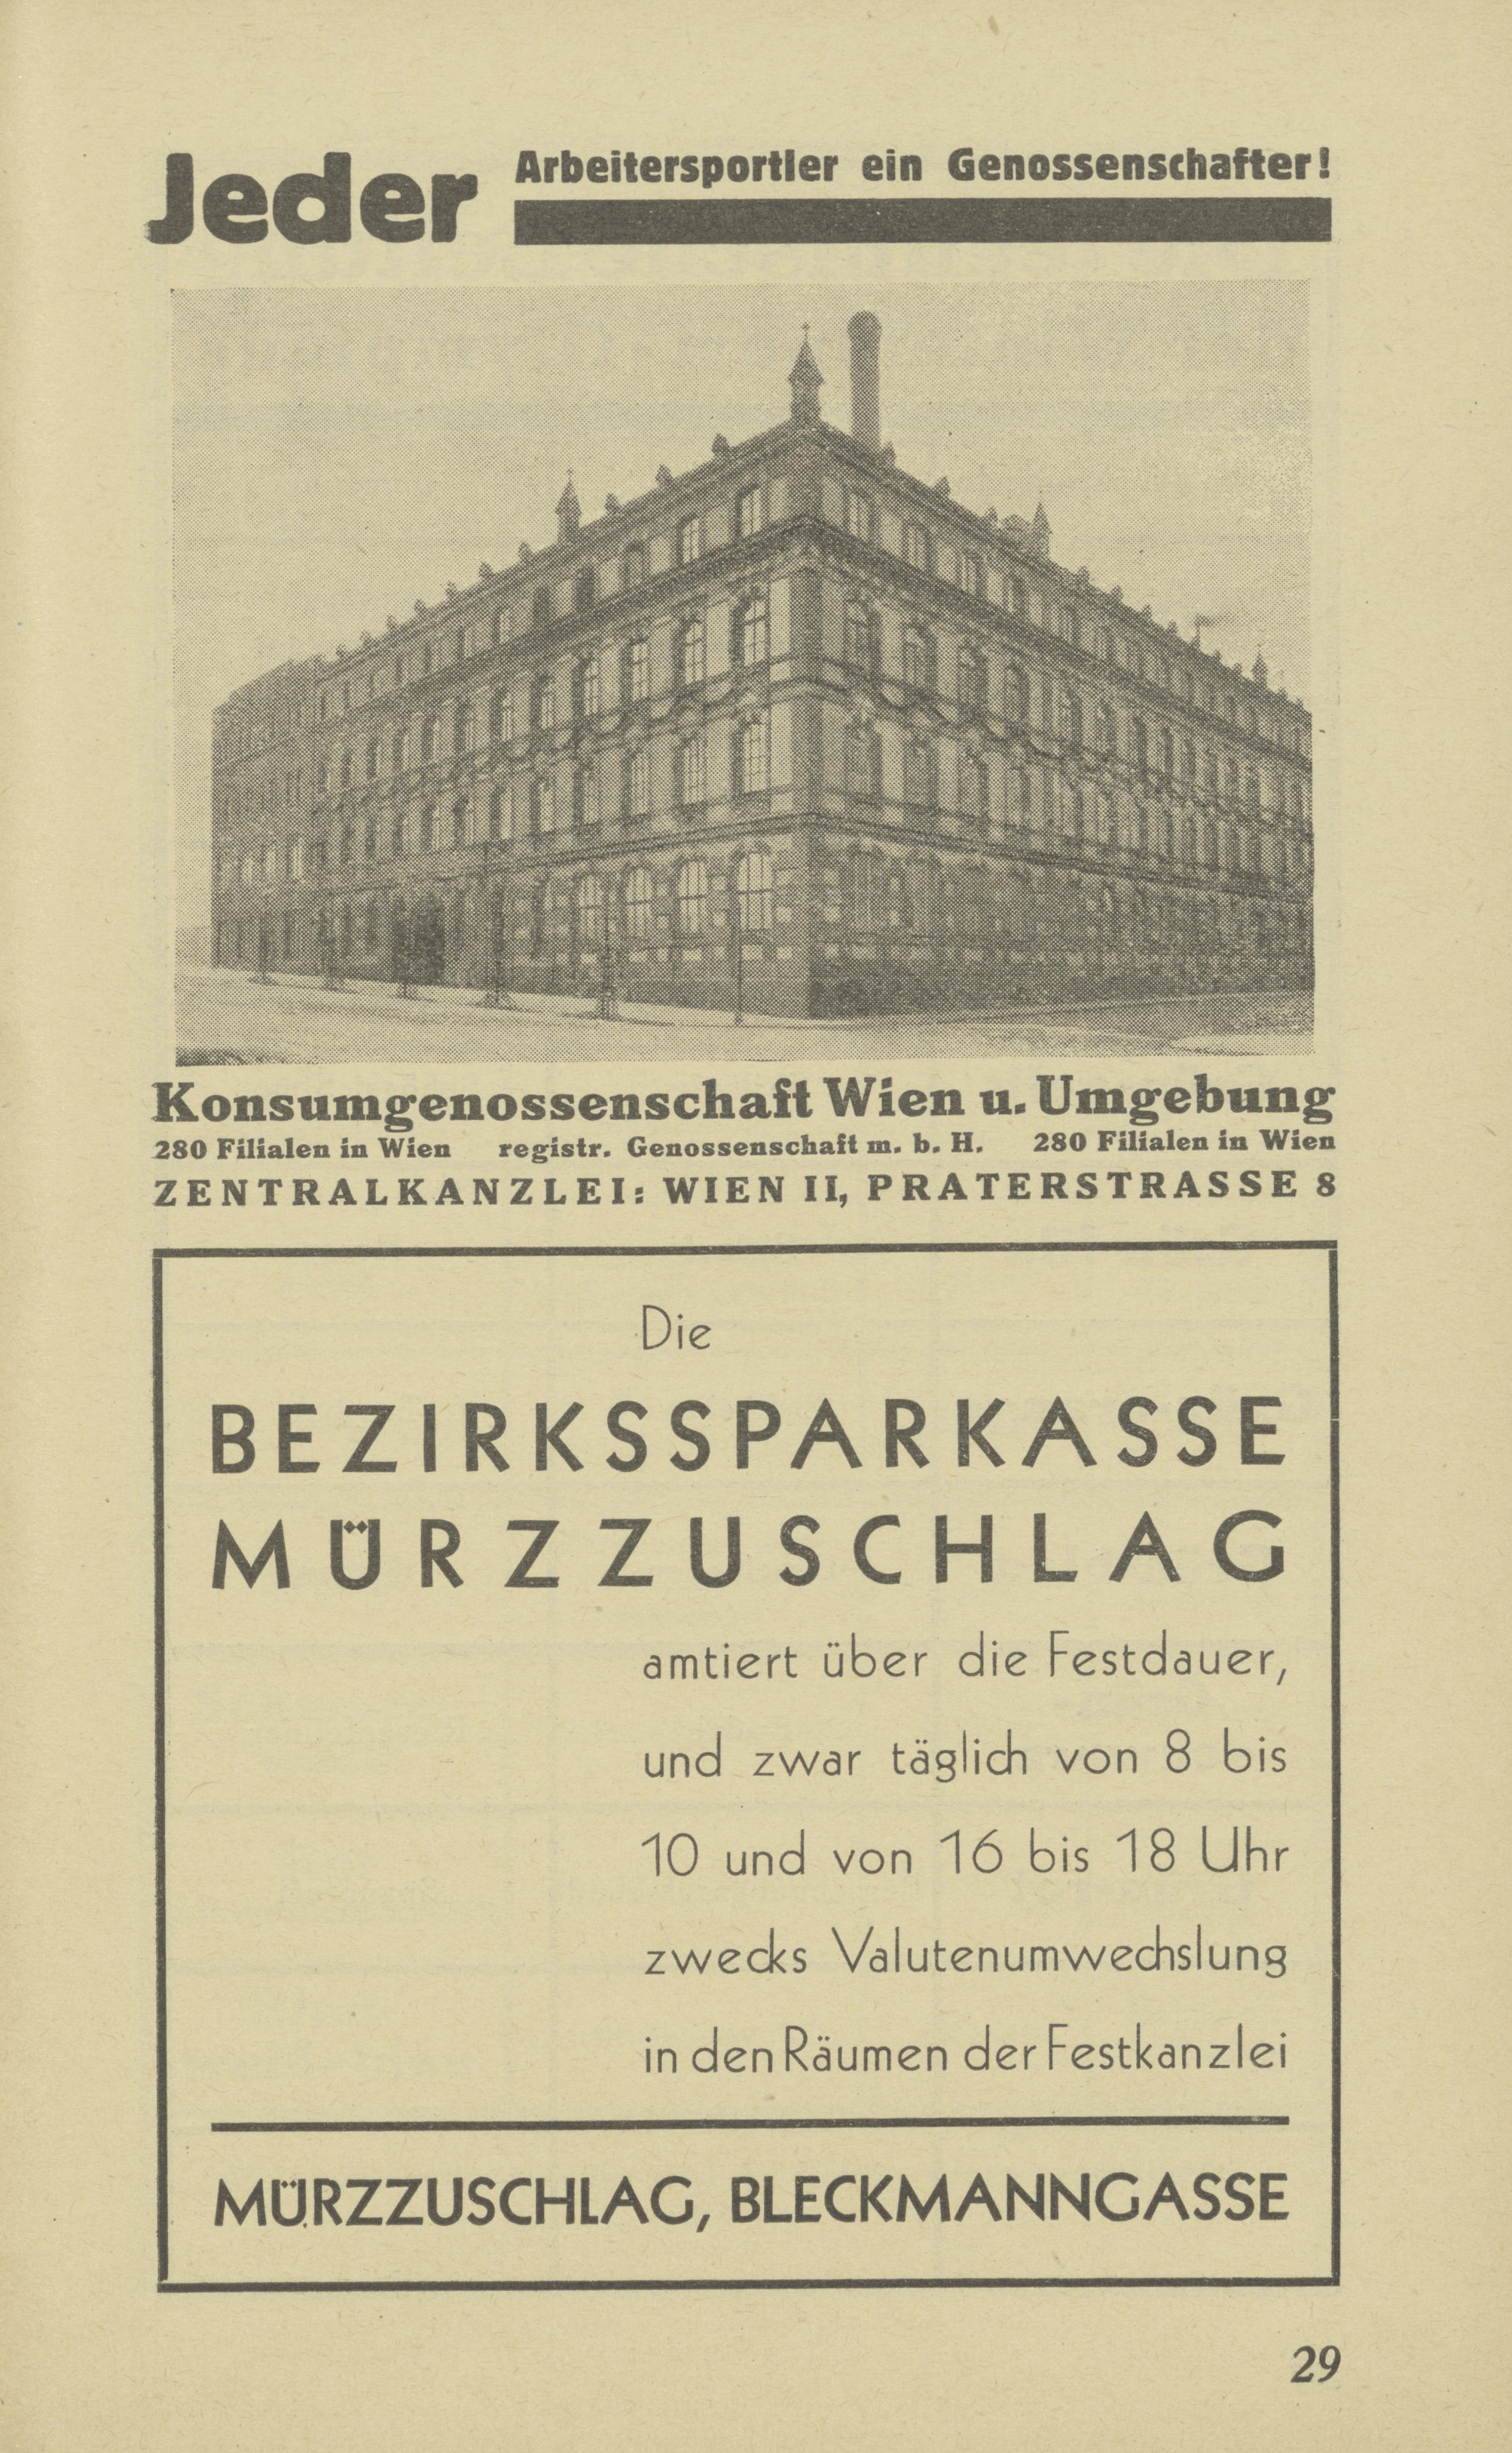 Jeder Arbeitersportler ein Genossenschafter!
Konsumgenossenschaft Wien u. Umgebung
280 Filialen in Wien registr. Genossenschaft m. b. H. 280 Filialen in Wien
ZENTRALKANZLEI: WIEN II, PRATERSTRASSE 8
Die
BEZIRKSSPARKASSE
MÜRZZUSCHLAG
amtiert über die Festdauer,
und zwar täglich von 8 bis
10 und von 16 bis 18 Uhr
zwecks Valutenumwechslung
in den Räumen der Festkanzlei
MÜRZZUSCHLAG, BLECKMANNGASSE
29